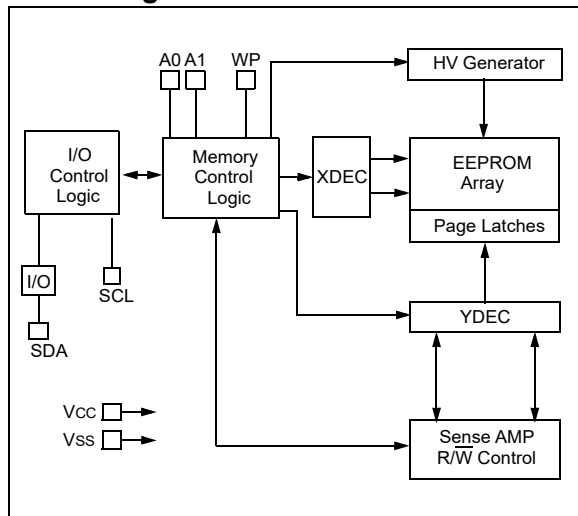 A0 A1 WP
HV Generator
I/O
Control
Logic
Memory
Control
Logic
XDEC
EEPROM
Array
Page Latches
I/O
SCL
SDA
YDEC
Vcc
Vss
Sense AMP
R/W̅ Control